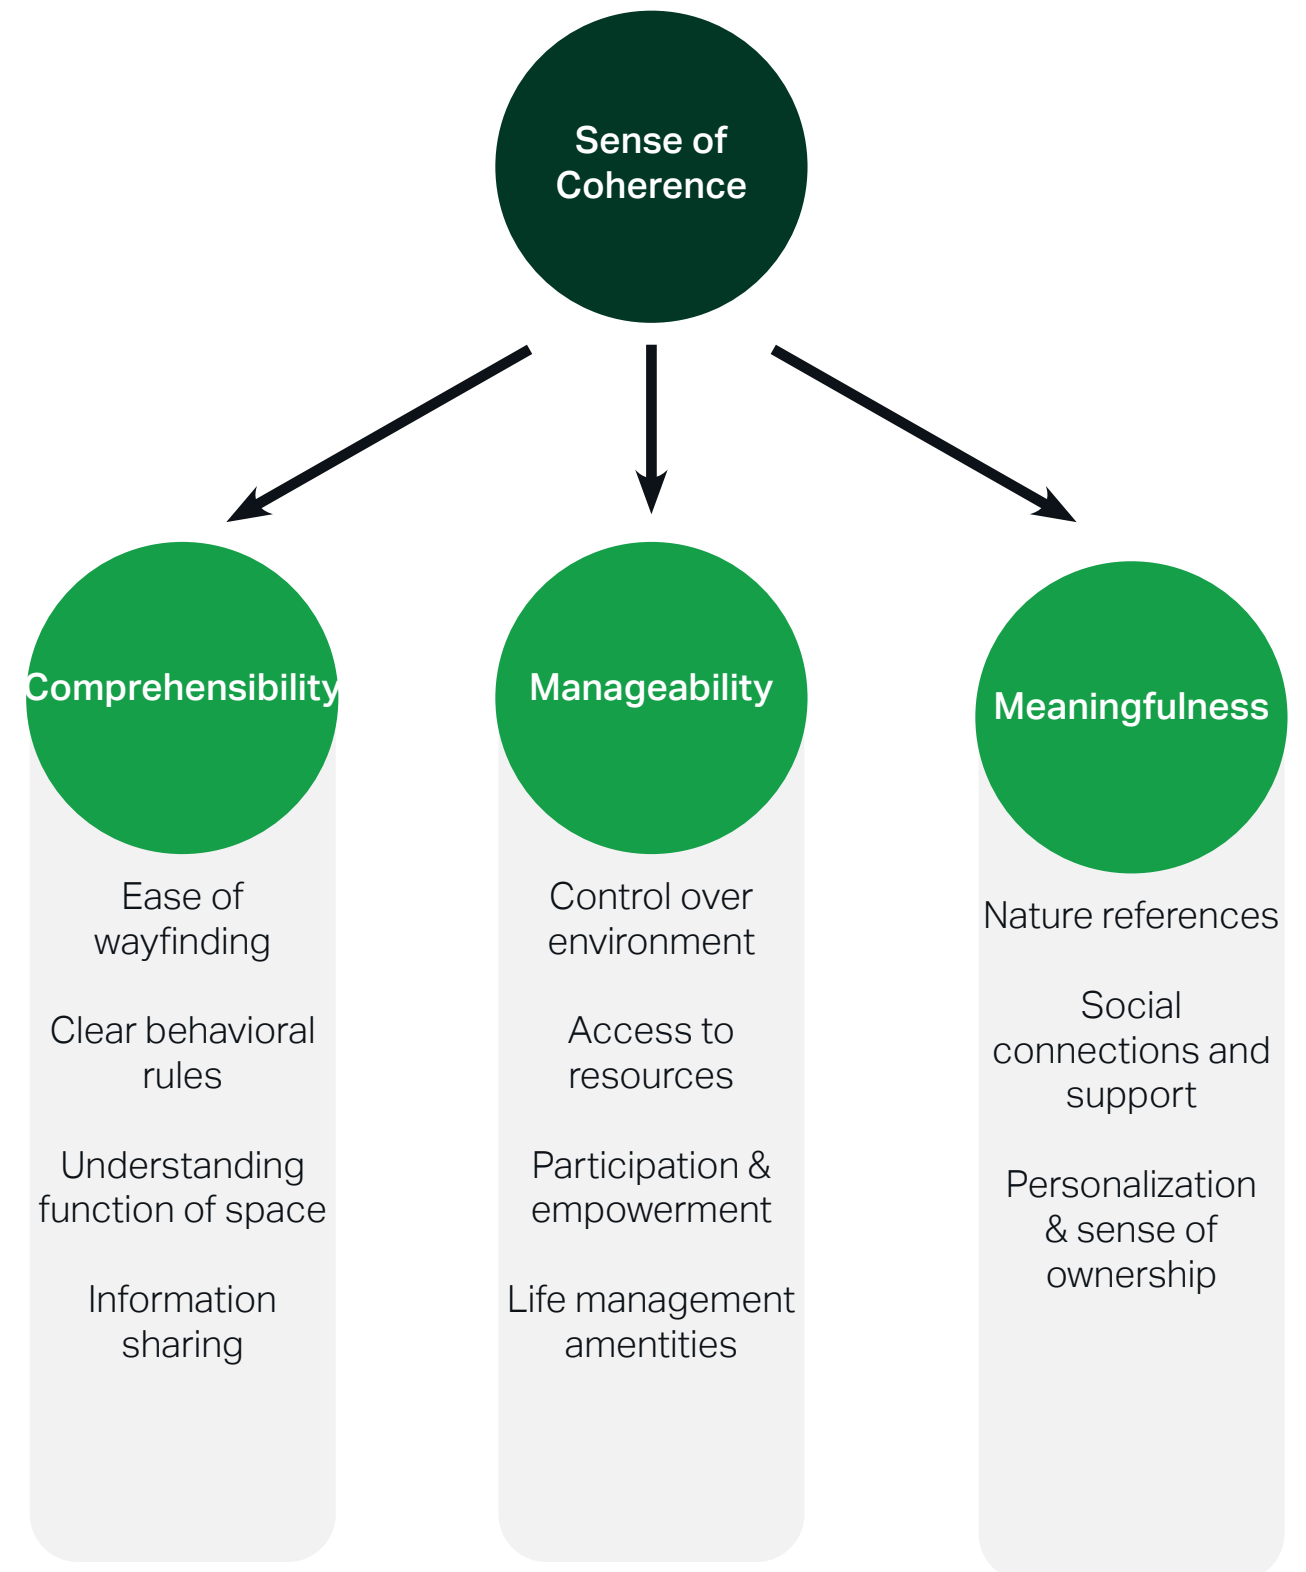 Sense of
Coherence
Comprehensibility
Manageability
Meaningfulness
Ease of
wayfinding
Clear behavioral
rules
Understanding
function of space
Information
sharing
Control over
environment
Access to
resources
Participation &
empowerment
Life management
amentities
Nature references
Social
connections and
support
Personalization
& sense of
ownership